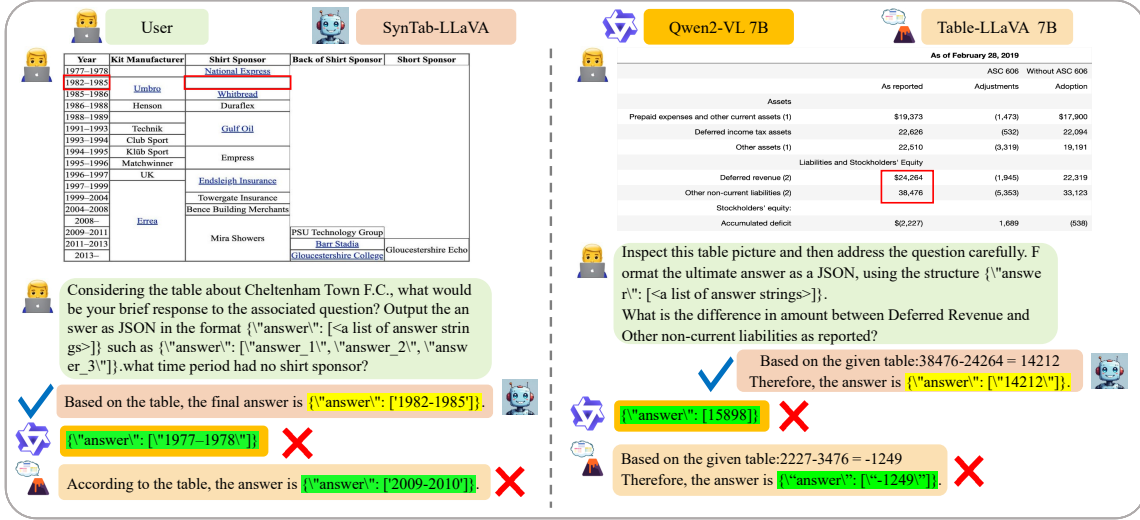 User
SynTab-LLaVA
Qwen2-VL 7B
Table-LLaVA 7B
Year Kit Manufacturer Shirt Sponsor Back of Shirt Sponsor Short Sponsor
1977–1978 National Express
1982–1985 Umbro
1985–1986 Whitbread
1986–1988 Henson Duraflex
1988–1989 Gulf Oil
1991–1993 Technik
1993–1994 Club Sport
1994–1995 Klüb Sport Empress
1995–1996 Matchwinner
1996–1997 UK Endsleigh Insurance
1997–1999 Errea
1999–2004 Towergate Insurance
2004–2008 Bence Building Merchants
2008– Mira Showers
2009–2011 PSU Technology Group
2011–2013 Barr Stadia Gloucestershire Echo
2013– Gloucestershire College
Considering the table about Cheltenham Town F.C., what would
be your brief response to the associated question? Output the an
swer as JSON in the format {\"answer\": [<a list of answer strin
gs>]} such as {\"answer\": [\"answer_1\", \"answer_2\", \"answ
er_3\"]}.what time period had no shirt sponsor?
Based on the table, the final answer is {\"answer\": ['1982-1985']}.
{\"answer\": [\"1977–1978\"]}
According to the table, the answer is {\"answer\": ['2009-2010']}.
As of February 28, 2019
ASC 606 Without ASC 606
As reported Adjustments Adoption
Assets
Prepaid expenses and other current assets (1) $19,373 (1,473) $17,900
Deferred income tax assets 22,626 (532) 22,094
Other assets (1) 22,510 (3,319) 19,191
Liabilities and Stockholders' Equity
Deferred revenue (2) $24,264 (1,945) 22,319
Other non-current liabilities (2) 38,476 (5,353) 33,123
Stockholders' equity:
Accumulated deficit $(2,227) 1,689 (538)
Inspect this table picture and then address the question carefully. F
ormat the ultimate answer as a JSON, using the structure {\"answe
r\": [<a list of answer strings>]}.
What is the difference in amount between Deferred Revenue and
Other non-current liabilities as reported?
Based on the given table:38476-24264 = 14212
Therefore, the answer is {\"answer\": [\"14212\"]}.
{\"answer\": [15898]}
Based on the given table:2227-3476 = -1249
Therefore, the answer is {\“answer\”: [\“-1249\”]}.